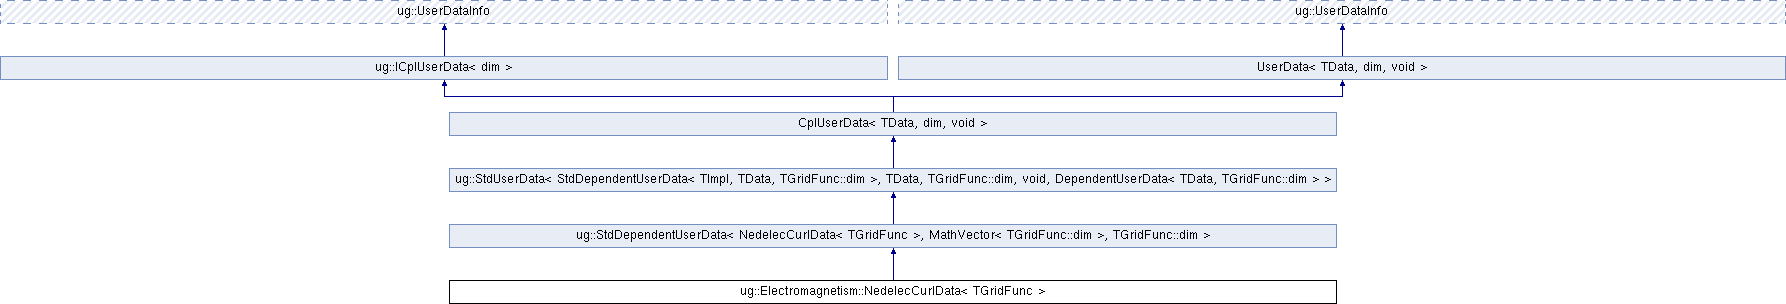 ug::UserDataInfo
ug::UserDataInfo
ug::ICplUserData< dim >
UserData< TData, dim, void >
CplUserData< TData, dim, void >
ug::StdUserData< StdDependentUserData< TImpl, TData, TGridFunc::dim >, TData, TGridFunc::dim, void, DependentUserData< TData, TGridFunc::dim > >
ug::StdDependentUserData< NedelecCurlData< TGridFunc >, MathVector< TGridFunc::dim >, TGridFunc::dim >
ug::Electromagnetism::NedelecCurlData< TGridFunc >